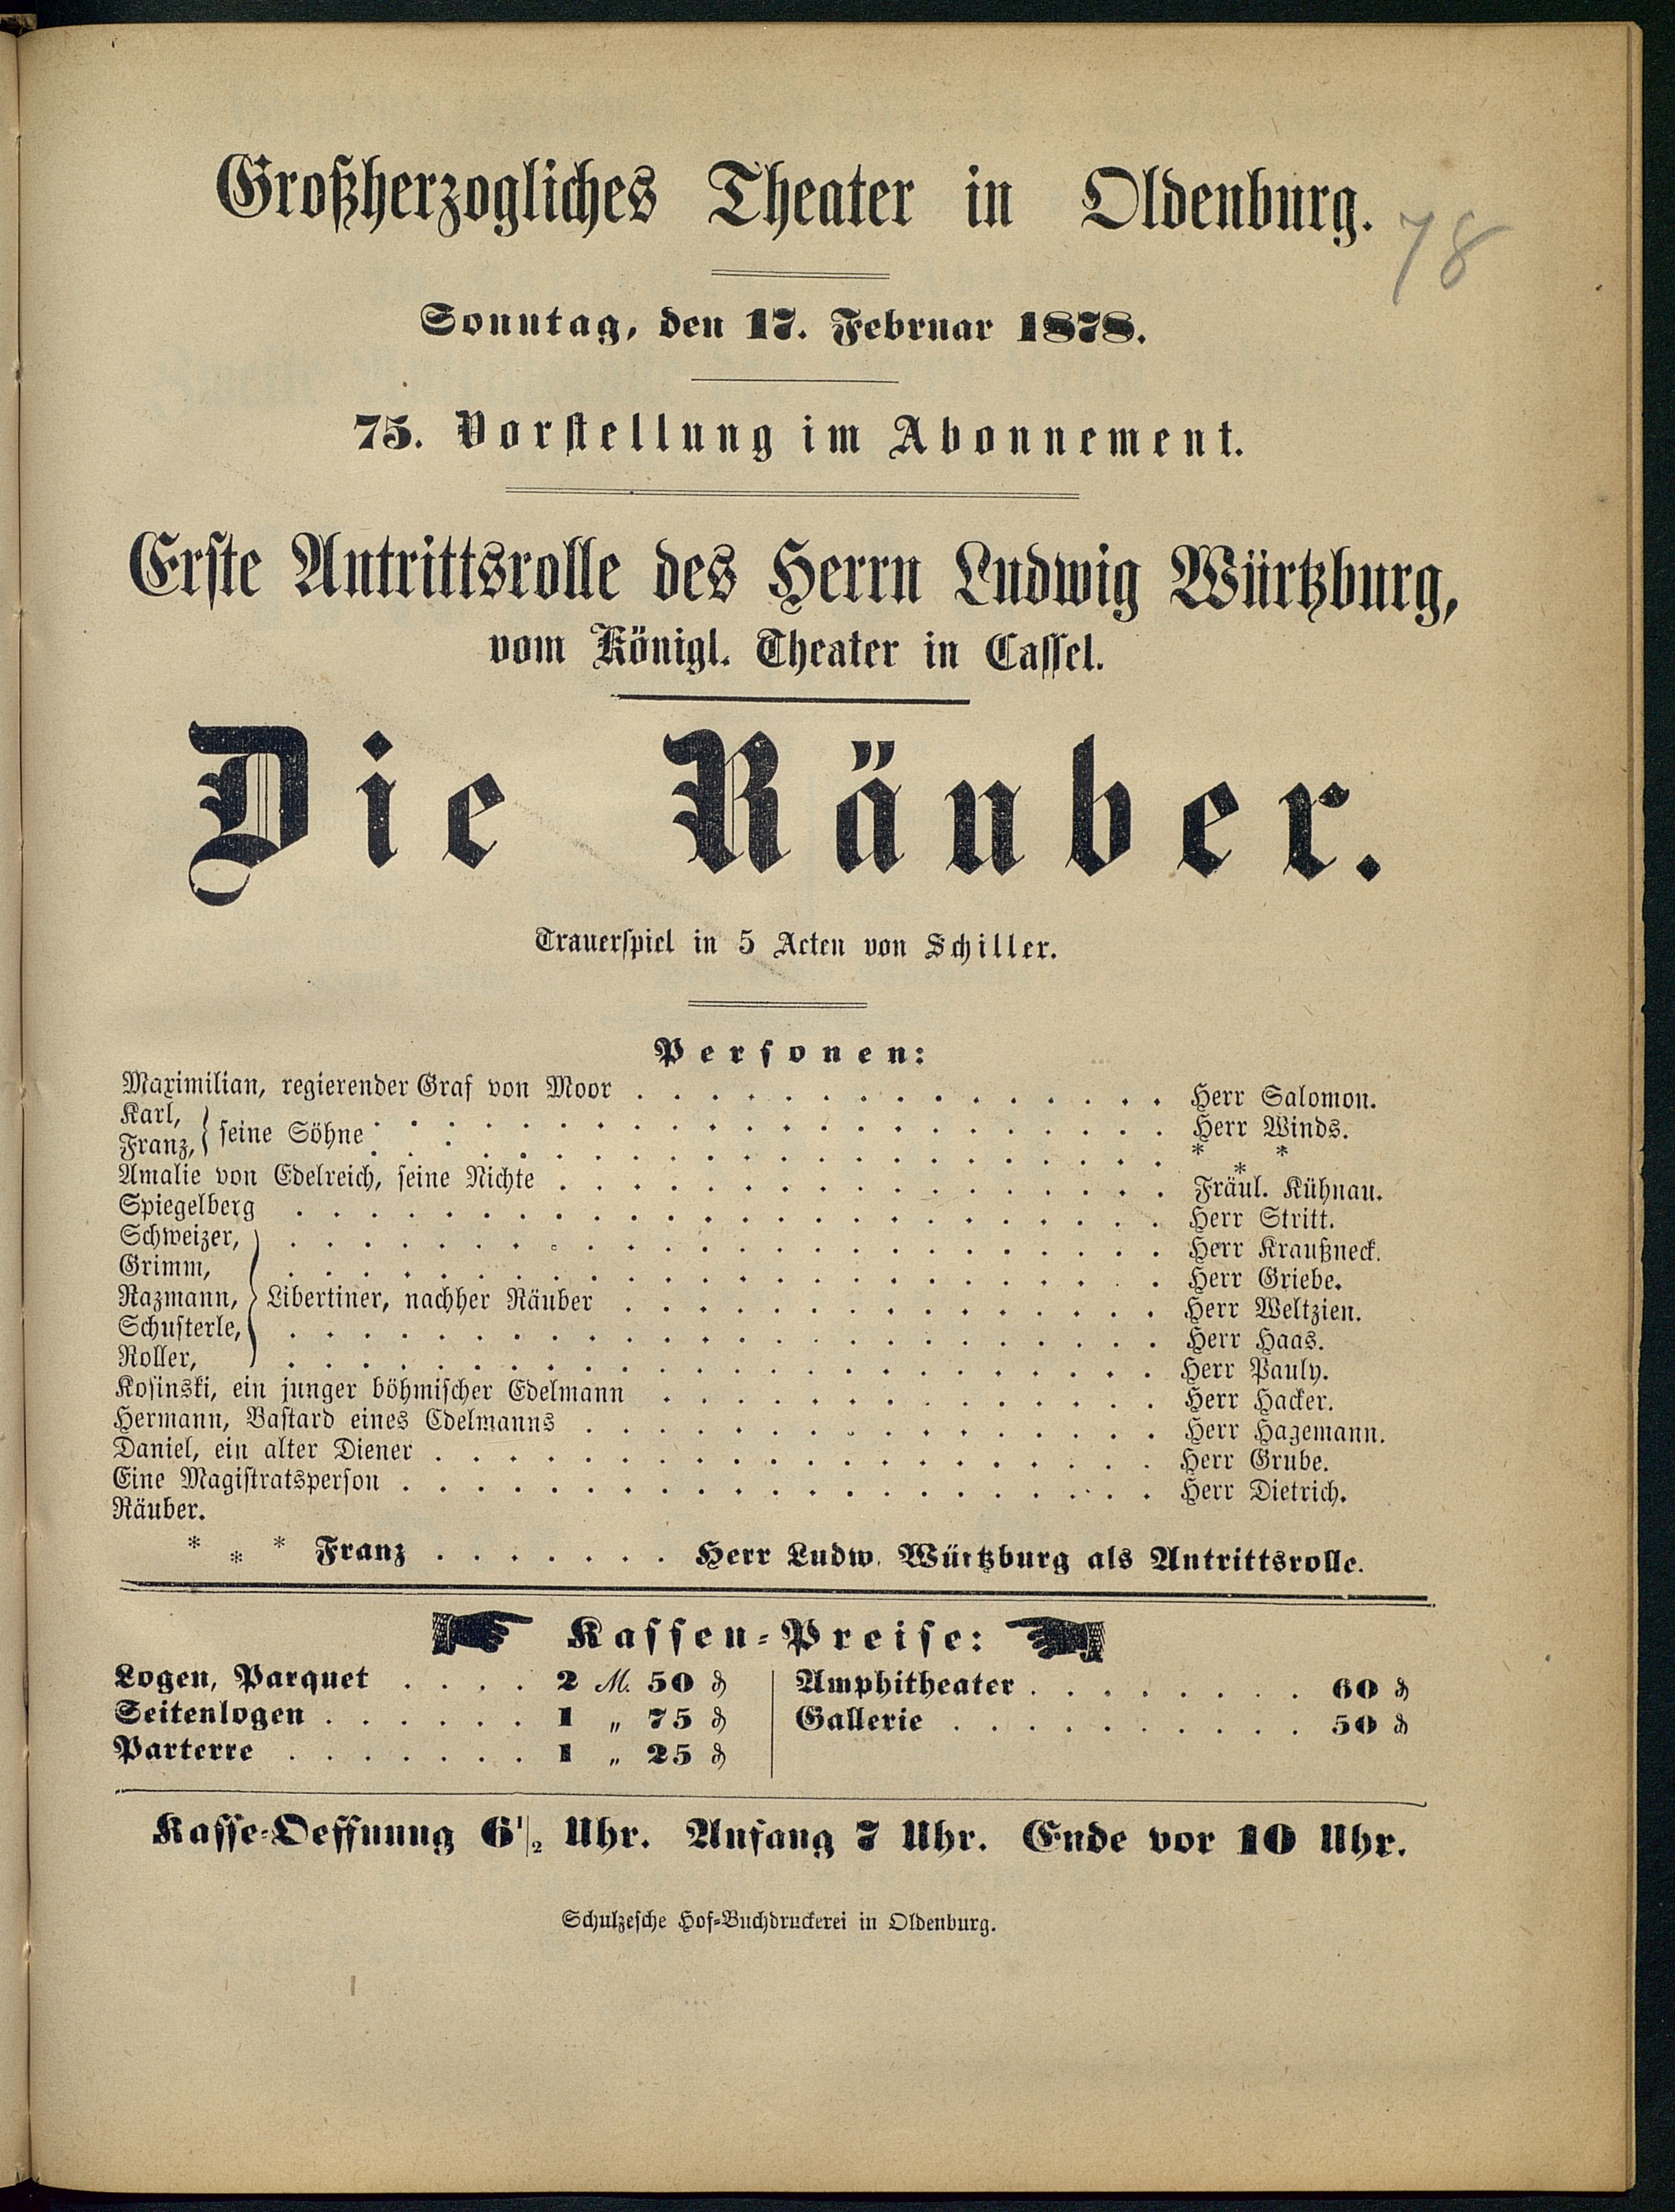 Großherzogliches Theater in Oldenburg.
78
Sonntag, den 17. Februar 1878.
75. Vorstellung im Abonnement.
Erste Antrittsrolle des Herrn Ludwig Würtzburg,
vom Königl. Theater in Cassel.
Die Räuber.
Trauerspiel in 5 Acten von Schiller.
Personen:
Maximilian, regierender Graf von Moor . . . . . . . . . . . . . . . Herr Salomon.
Karl, } seine Söhne . . . . . . . . . . . . . . . . . . . . Herr Winds.
Franz, . . . . . . . . . . . . . . . . . . . . * * *
Amalie von Edelreich, seine Nichte . . . . . . . . . . . . . . . . . Fräul. Kühnau.
Spiegelberg . . . . . . . . . . . . . . . . . . . . . . . . Herr Stritt.
Schweizer, . . . . . . . . . . . . . . . . . . . . . . . . Herr Kraußneck.
Grimm, . . . . . . . . . . . . . . . . . . . . . . . . Herr Griebe.
Razmann, } Libertiner, nachher Räuber . . . . . . . . . . . . . . . Herr Weltzien.
Schusterle, . . . . . . . . . . . . . . . . . . . . . . . . Herr Haas.
Roller, . . . . . . . . . . . . . . . . . . . . . . . . Herr Pauly.
Kosinski, ein junger böhmischer Edelmann . . . . . . . . . . . . . . Herr Hacker.
Hermann, Bastard eines Edelmanns . . . . . . . . . . . . . . . . Herr Hagemann.
Daniel, ein alter Diener . . . . . . . . . . . . . . . . . . . . Herr Grube.
Eine Magistratsperson . . . . . . . . . . . . . . . . . . . . . Herr Dietrich.
Räuber.
* * * Franz . . . . . . . Herr Ludw. Würtzburg als Antrittsrolle.
Kassen-Preise:
Logen, Parquet . . . . 2 M. 50 ₰
Seitenlogen . . . . . . 1 „ 75 ₰
Parterre . . . . . . . 1 „ 25 ₰
Amphitheater . . . . . . . . 60 ₰
Gallerie . . . . . . . . . . 50 ₰
Kasse-Oeffnung 6 1/2 Uhr. Anfang 7 Uhr. Ende vor 10 Uhr.
Schulzesche Hof-Buchdruckerei in Oldenburg.